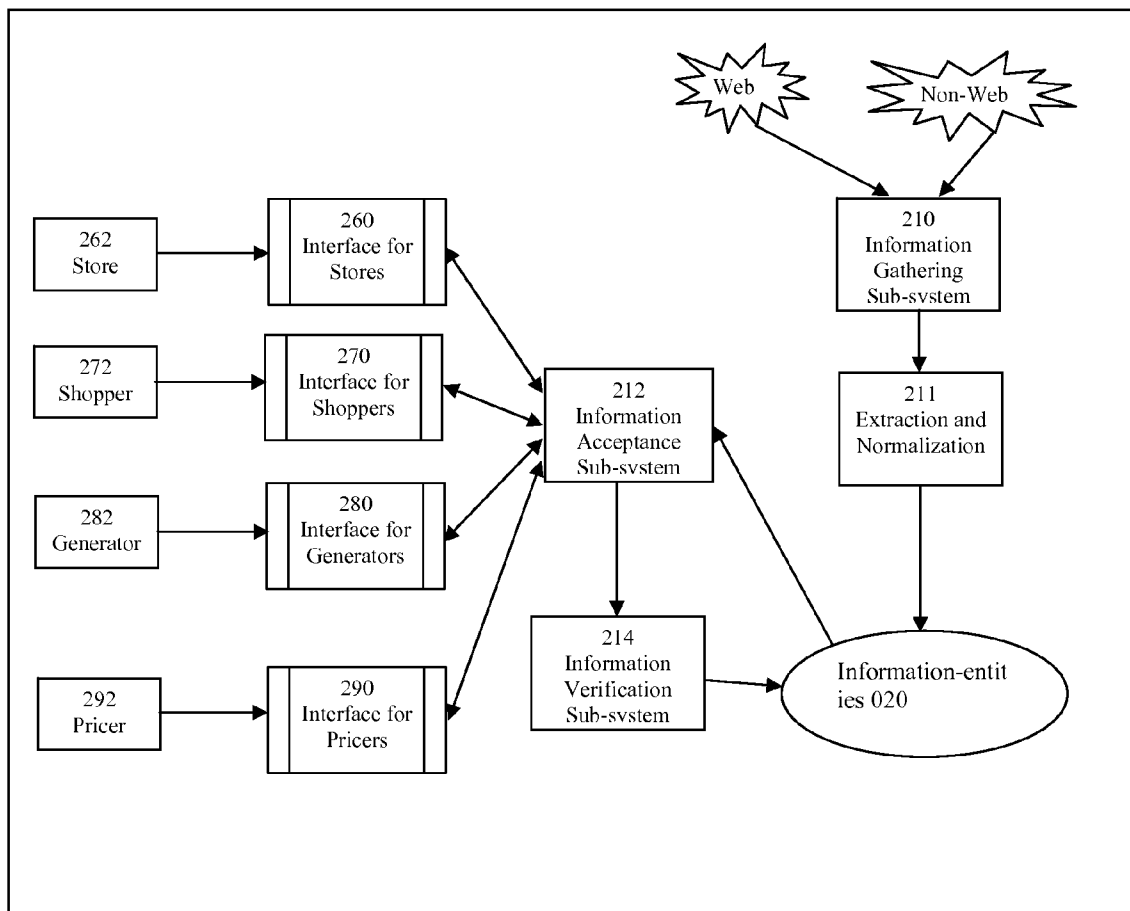 Web
Non-Web
210
Information
Gathering
Sub-system
262
Store
260
Interface for
Stores
272
Shopper
270
Interface for
Shoppers
212
Information
Acceptance
Sub-system
211
Extraction and
Normalization
282
Generator
280
Interface for
Generators
214
Information
Verification
Sub-system
Information-entit
ies 020
292
Pricer
290
Interface for
Pricers